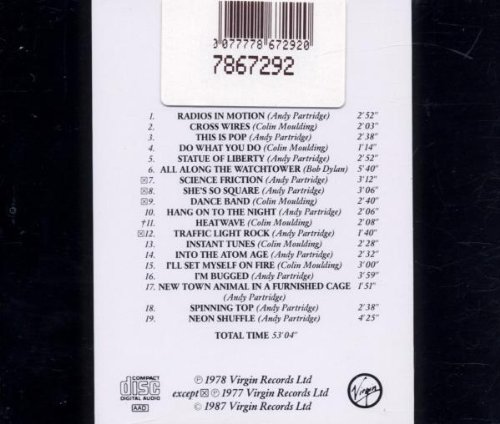 0 077778 672920
7867292
1. RADIOS IN MOTION (Andy Partridge) 2'52"
2. CROSS WIRES (Colin Moulding) 2'03"
3. THIS IS POP (Andy Partridge) 2'38"
4. DO WHAT YOU DO (Colin Moulding) 1'14"
5. STATUE OF LIBERTY (Andy Partridge) 2'52"
6. ALL ALONG THE WATCHTOWER (Bob Dylan) 5'40"
☒7. SCIENCE FRICTION (Andy Partridge) 3'12"
☒8. SHE'S SO SQUARE (Andy Partridge) 3'06"
☒9. DANCE BAND (Colin Moulding) 2'40"
10. HANG ON TO THE NIGHT (Andy Partridge) 2'06"
†11. HEATWAVE (Colin Moulding) 2'08"
☒12. TRAFFIC LIGHT ROCK (Andy Partridge) 1'40"
13. INSTANT TUNES (Colin Moulding) 2'28"
14. INTO THE ATOM AGE (Andy Partridge) 2'32"
15. I'LL SET MYSELF ON FIRE (Colin Moulding) 3'00"
16. I'M BUGGED (Andy Partridge) 3'59"
17. NEW TOWN ANIMAL IN A FURNISHED CAGE 1'51"
(Andy Partridge)
18. SPINNING TOP (Andy Partridge) 2'38"
19. NEON SHUFFLE (Andy Partridge) 4'25"
TOTAL TIME 53'04"
COMPACT
disc
DIGITAL AUDIO
AAD
℗ 1978 Virgin Records Ltd
except ☒ ℗ 1977 Virgin Records Ltd
© 1987 Virgin Records Ltd
Virgin